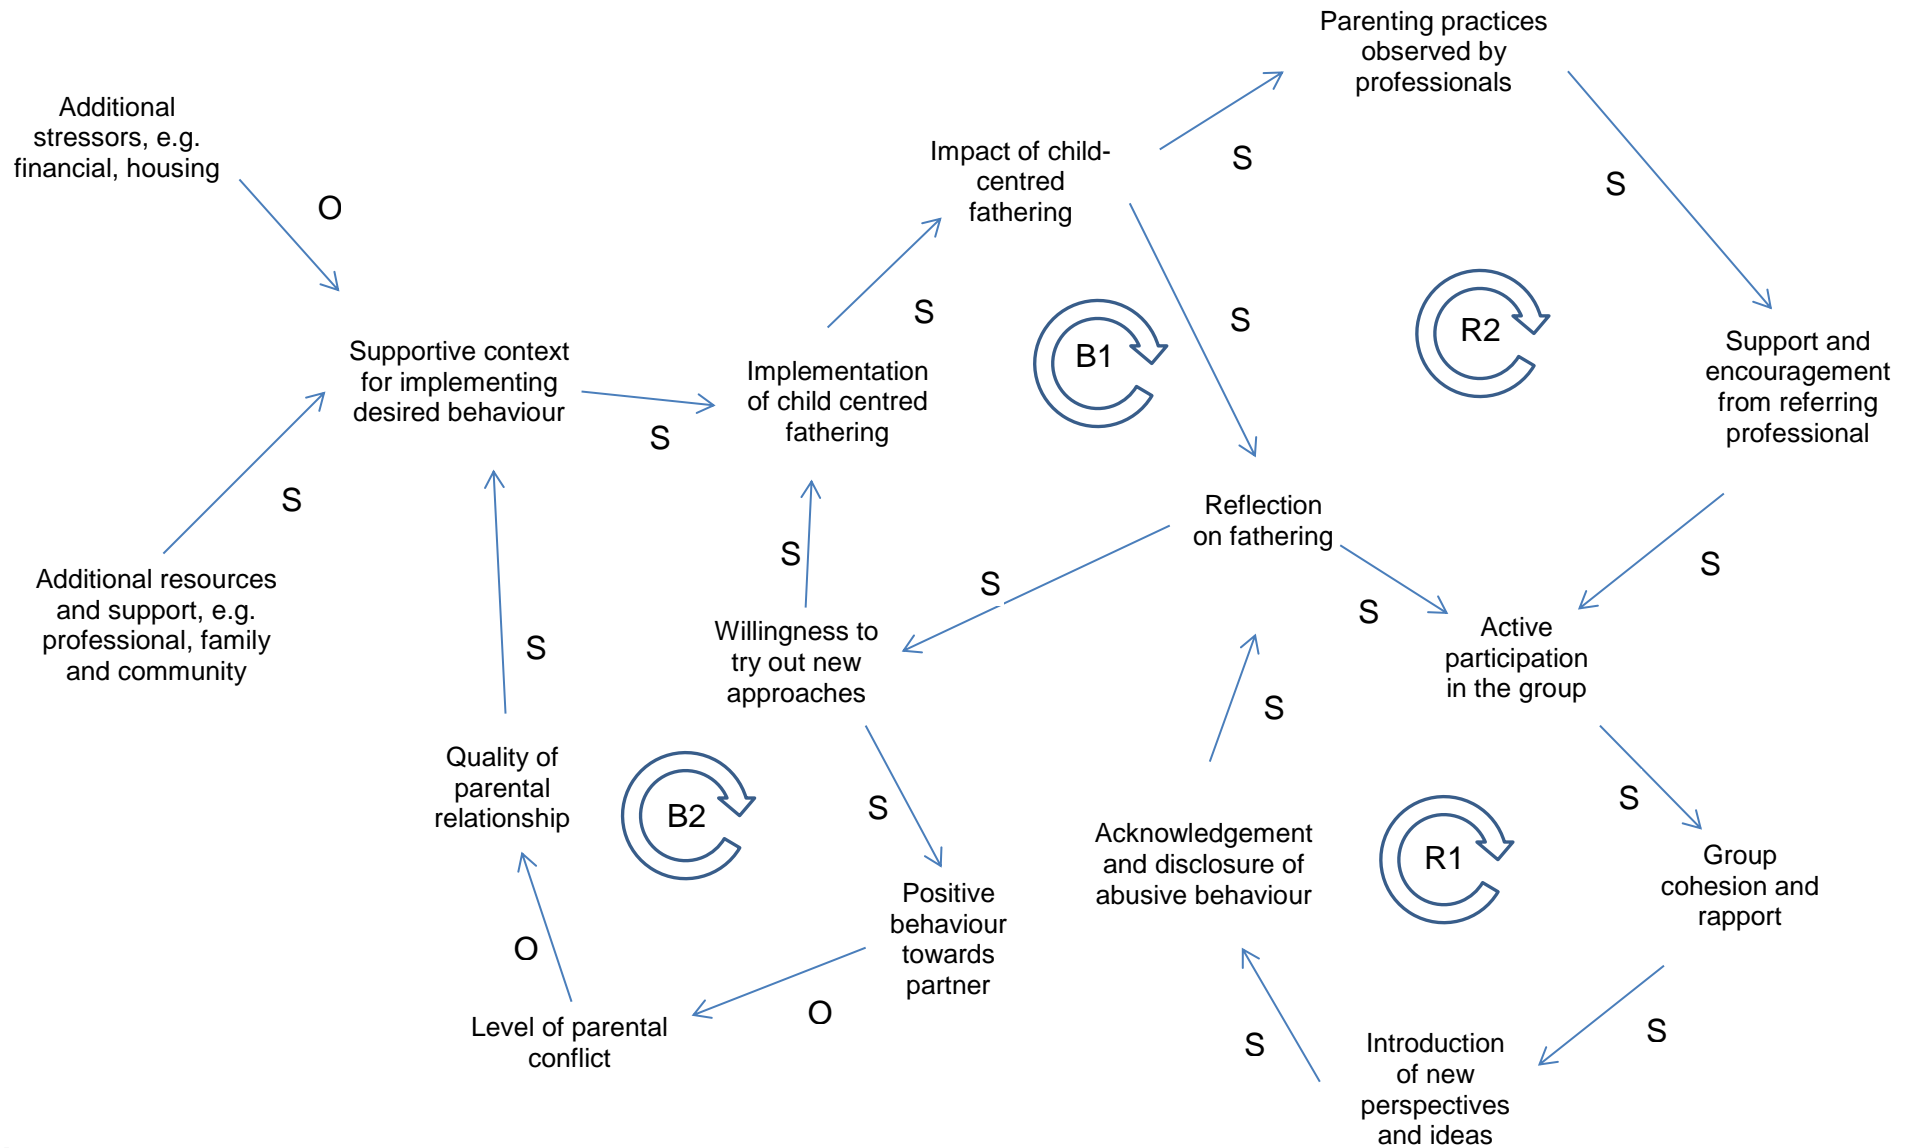 Parenting practices
observed by
professionals
Additional
stressors, e.g.
financial, housing
O
Impact of child-
centred
fathering
S
S
S
S
B1
R2
Supportive context
for implementing
desired behaviour
S
Implementation
of child centred
fathering
Support and
encouragement
from referring
professional
S
Reflection
on fathering
S
S
S
S
Additional resources
and support, e.g.
professional, family
and community
S
Willingness to
try out new
approaches
Active
participation
in the group
S
Quality of
parental
relationship
B2
S
S
Acknowledgement
and disclosure of
abusive behaviour
R1
Group
cohesion and
rapport
Positive
behaviour
towards
partner
O
O
Level of parental
conflict
S
S
Introduction
of new
perspectives
and ideas